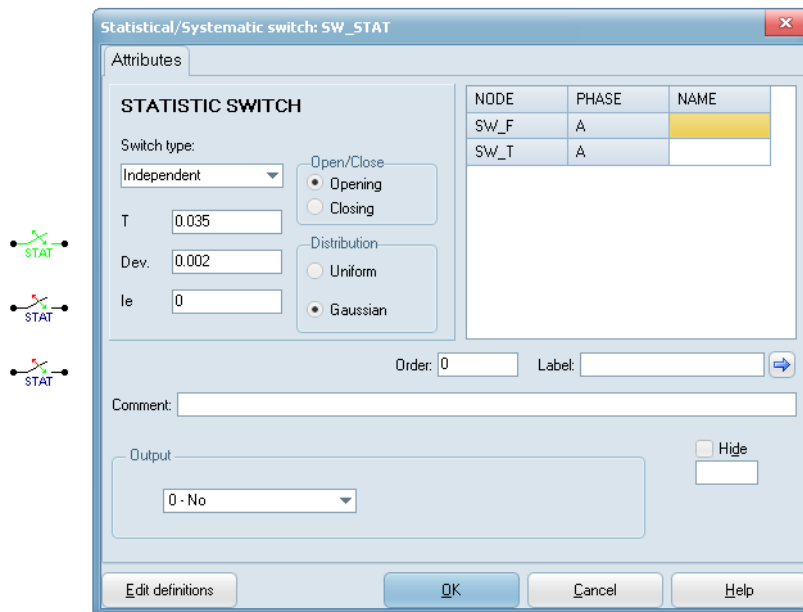 Statistical/Systematic switch: SW_STAT
Attributes
STATISTIC SWITCH
Switch type:
Independent
Open/Close
Opening
Closing
T 0.035
Dev. 0.002
Ie 0
Distribution
Uniform
Gaussian
NODE PHASE NAME
SW_F A
SW_T A
STAT
STAT
STAT
Order: 0 Label:
Comment:
Output
0 - No
Hide
Edit definitions OK Cancel Help